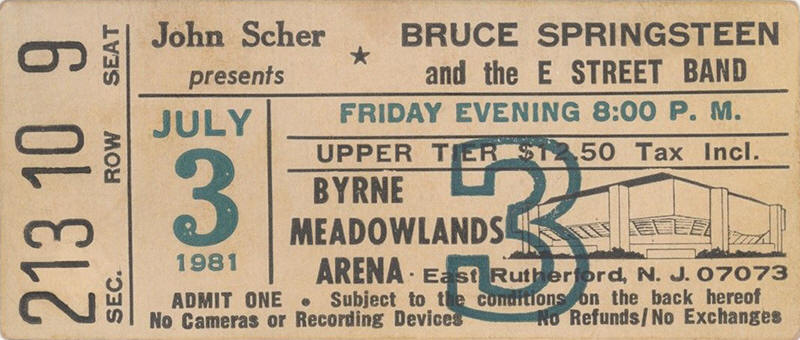 213 10 9
SEC. ROW SEAT
John Scher
presents
★
BRUCE SPRINGSTEEN
and the E STREET BAND
JULY
3
1981
FRIDAY EVENING 8:00 P. M.
UPPER TIER $12.50 Tax Incl.
3
BYRNE
MEADOWLANDS
ARENA · East Rutherford, N. J. 07073
ADMIT ONE • Subject to the conditions on the back hereof
No Cameras or Recording Devices No Refunds/No Exchanges